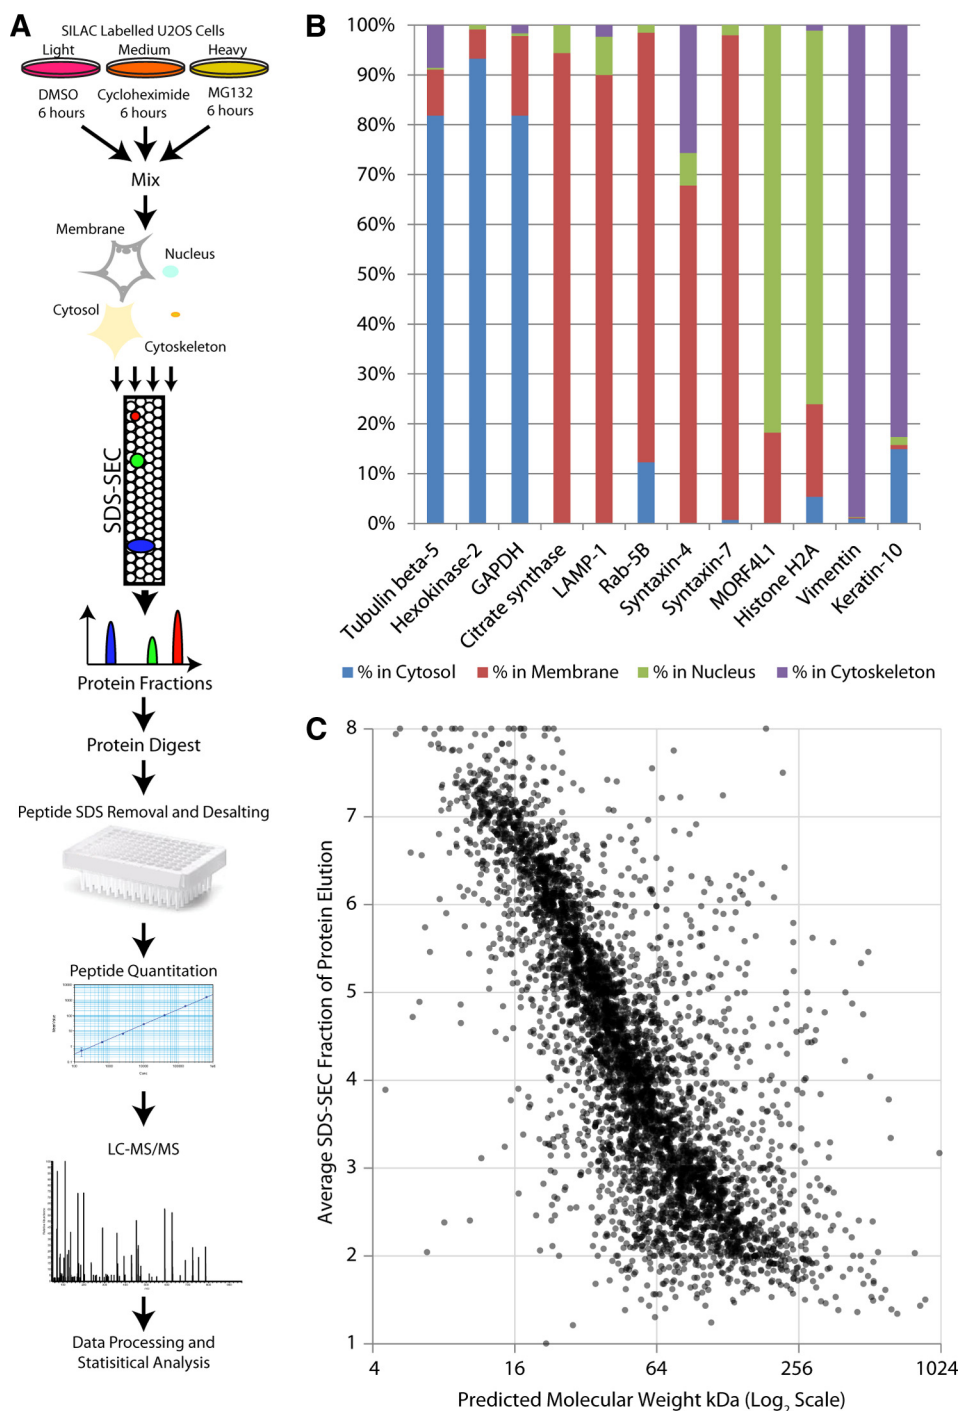 A
SILAC Labelled U2OS Cells
Light Medium Heavy
DMSO
6 hours
Cycloheximide
6 hours
MG132
6 hours
Mix
Membrane
Nucleus
Cytosol
Cytoskeleton
SDS-SEC
Protein Fractions
Protein Digest
Peptide SDS Removal and Desalting
Peptide Quantitation
LC-MS/MS
Data Processing and
Statisitical Analysis
B
100%
90%
80%
70%
60%
50%
40%
30%
20%
10%
0%
Tubulin beta-5
Hexokinase-2
GAPDH
Citrate synthase
LAMP-1
Rab-5B
Syntaxin-4
Syntaxin-7
MORF4L1
Histone H2A
Vimentin
Keratin-10
% in Cytosol % in Membrane % in Nucleus % in Cytoskeleton
C
Average SDS-SEC Fraction of Protein Elution
8
7
6
5
4
3
2
1
4 16 64 256 1024
Predicted Molecular Weight kDa (Log2 Scale)